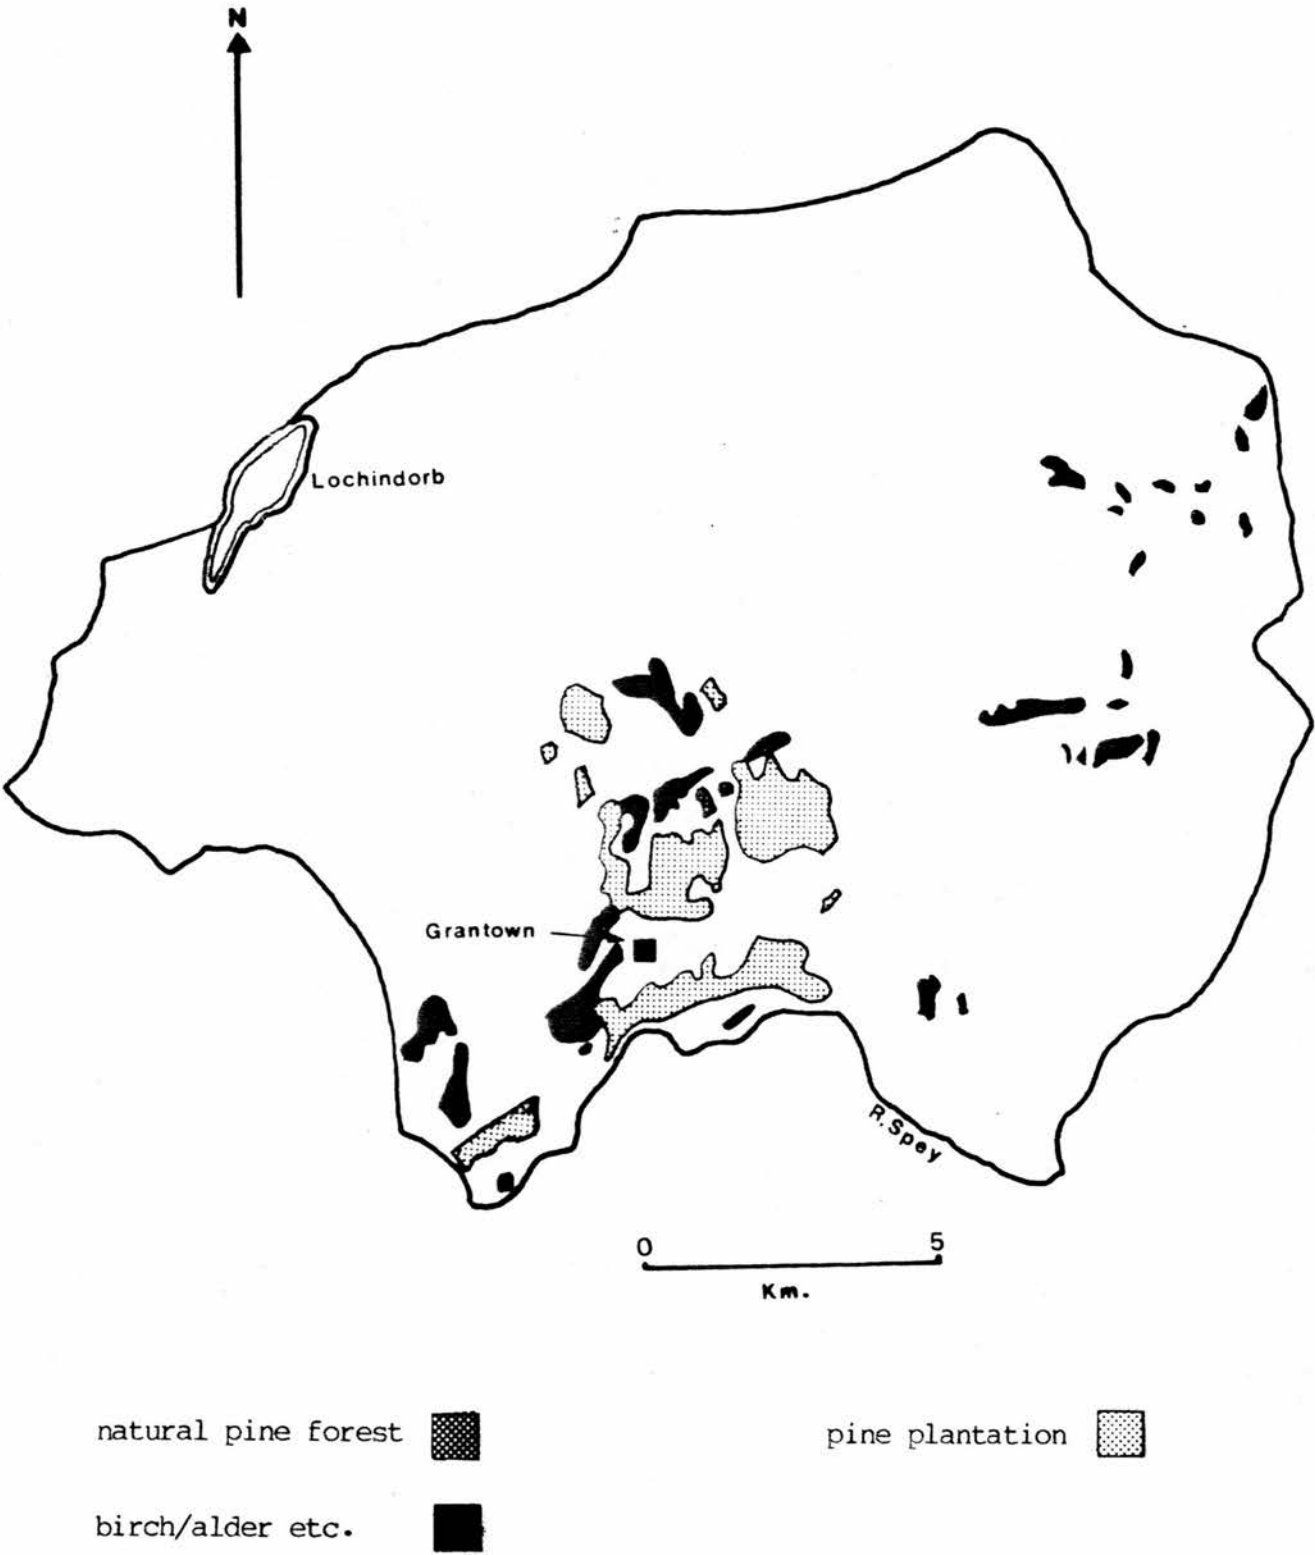 N
Lochindorb
Grantown
R. Spey
0 5
Km.
natural pine forest
pine plantation
birch/alder etc.